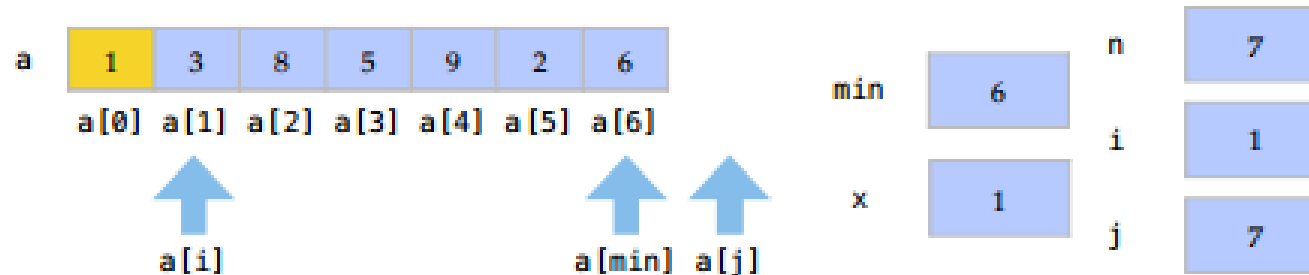 a 1 3 8 5 9 2 6
a[0] a[1] a[2] a[3] a[4] a[5] a[6]
a[i] a[min] a[j]
min 6
x 1
n 7
i 1
j 7